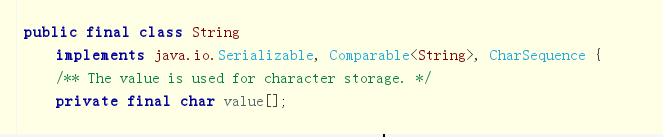 public final class String
implements java.io.Serializable, Comparable<String>, CharSequence {
/** The value is used for character storage. */
private final char value[];